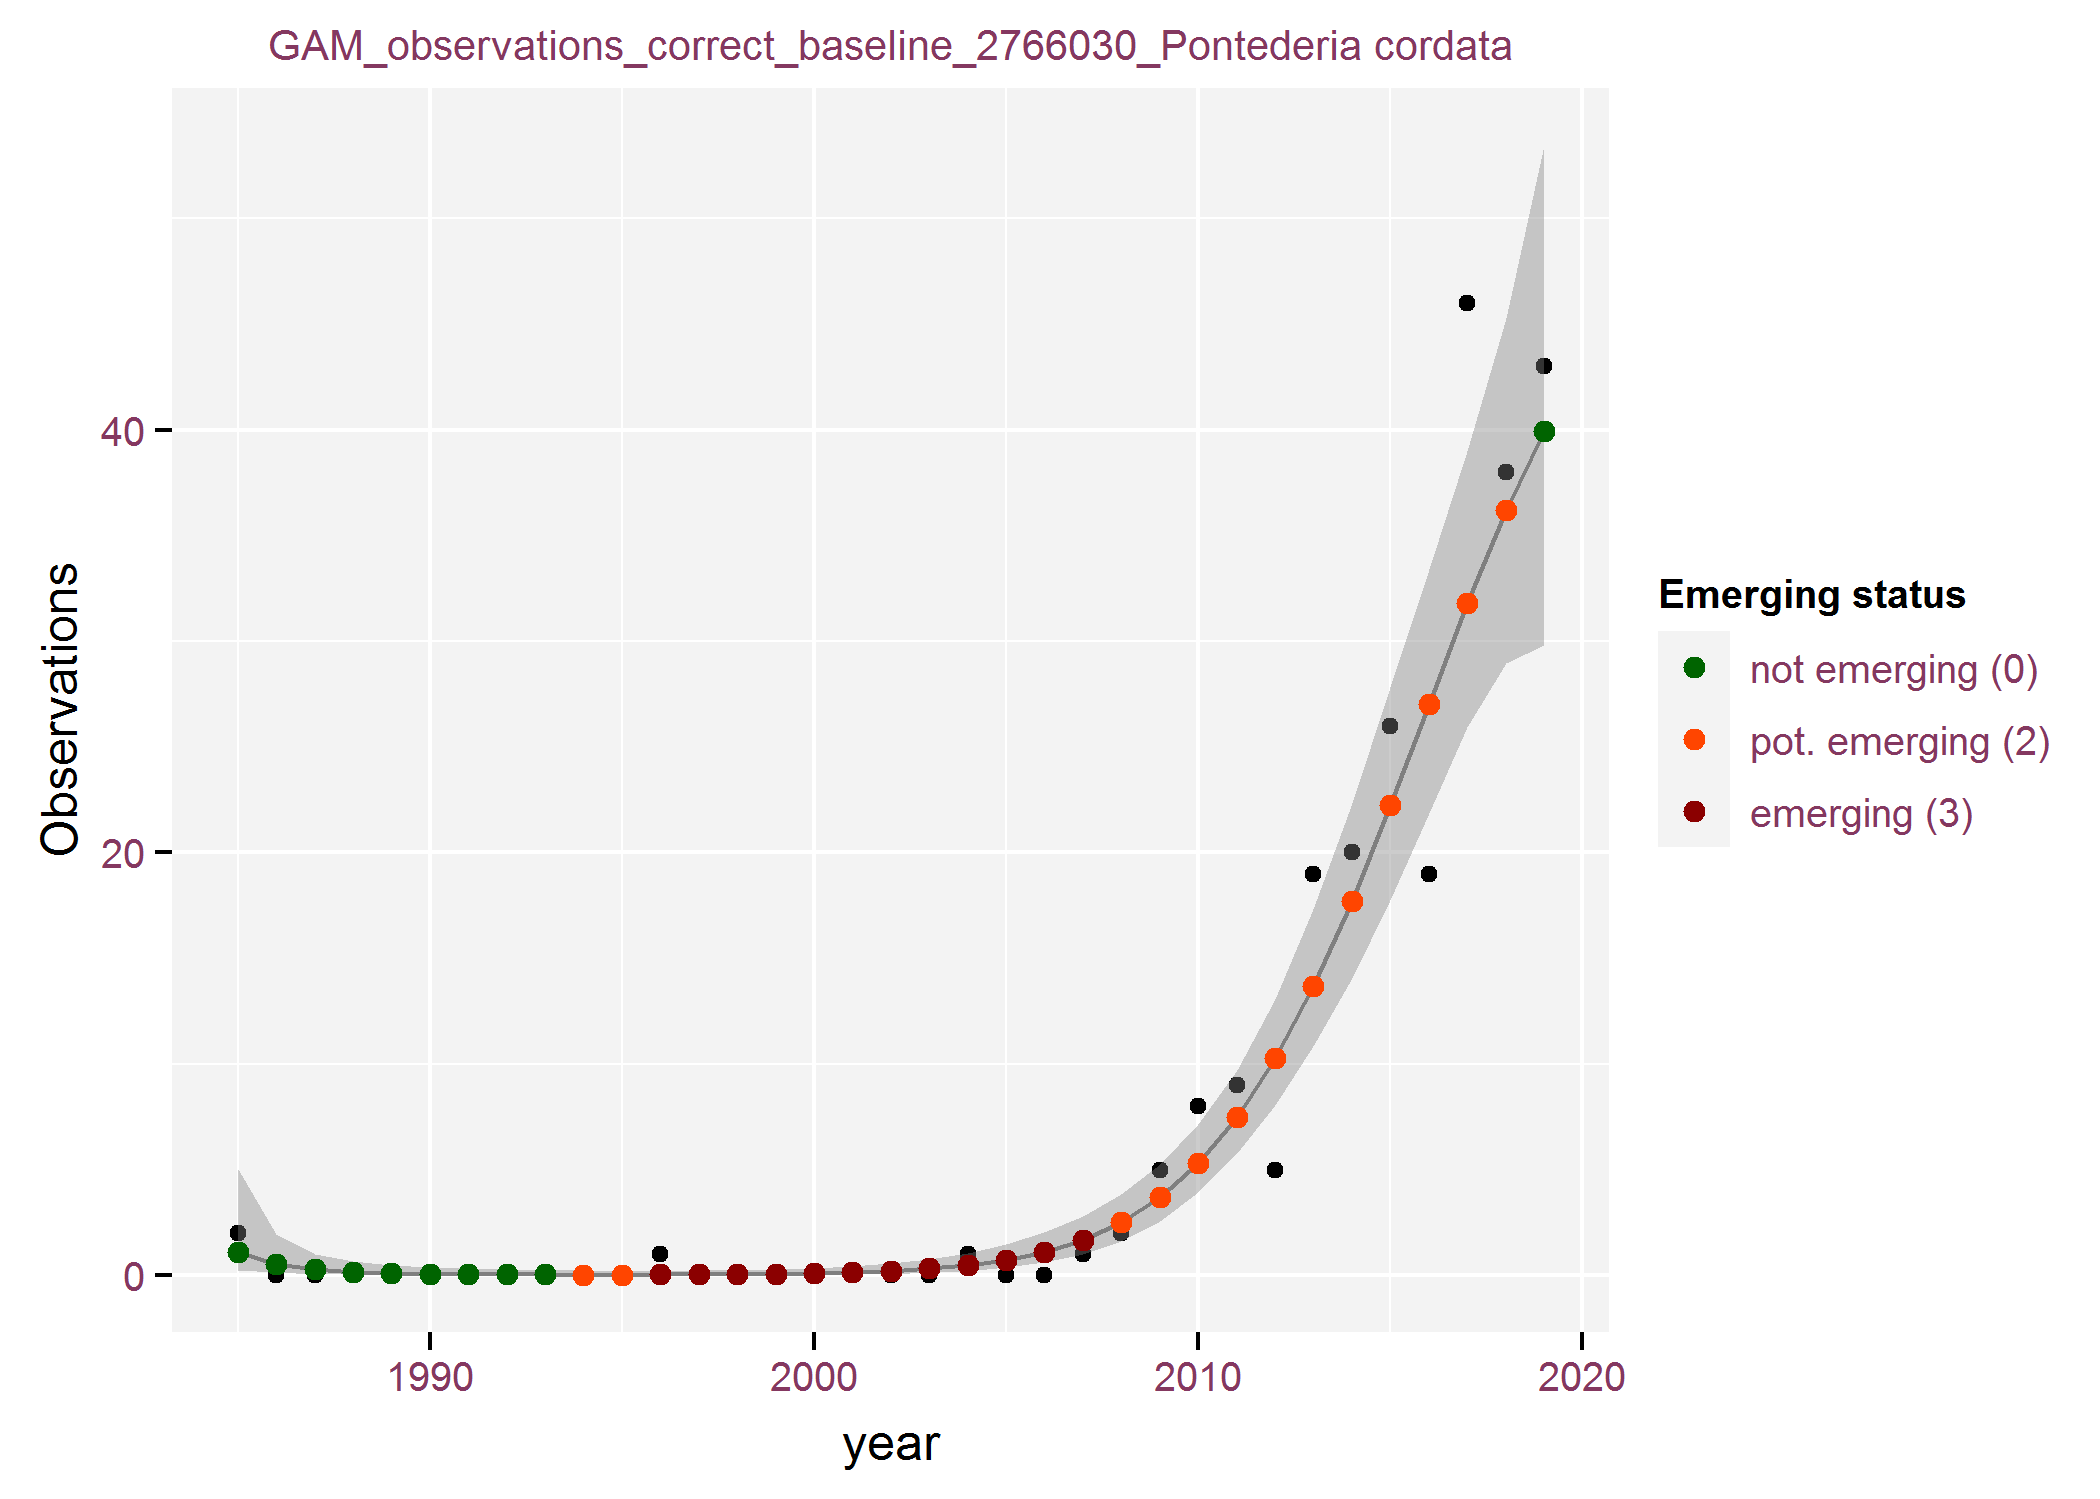 GAM_observations_correct_baseline_2766030_Pontederia cordata
Observations
40
20
0
1990
2000
2010
2020
year
Emerging status
not emerging (0)
pot. emerging (2)
emerging (3)